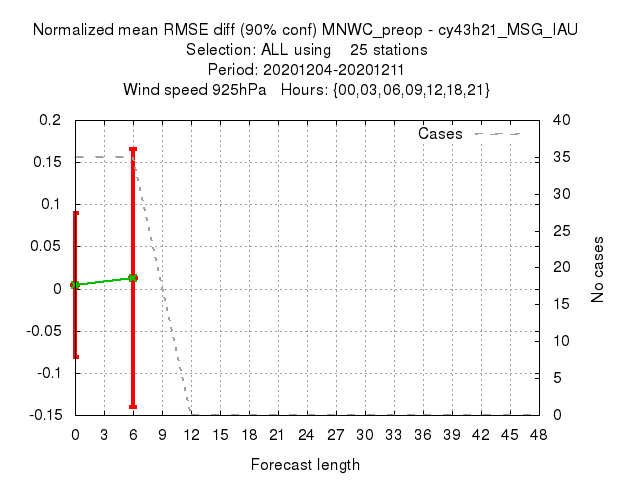 Normalized mean RMSE diff (90% conf) MNWC_preop - cy43h21_MSG_IAU
Selection: ALL using    25 stations
Period: 20201204-20201211
Wind speed 925hPa   Hours: {00,03,06,09,12,18,21}
Cases
0.2
0.15
0.1
0.05
0
-0.05
-0.1
-0.15
40
35
30
25
20
15
10
5
0
No cases
0 3 6 9 12 15 18 21 24 27 30 33 36 39 42 45 48
Forecast length